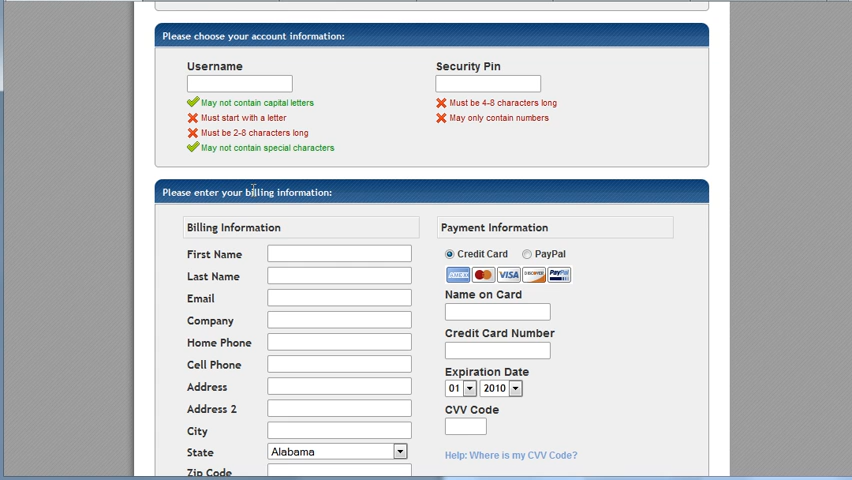 Please choose your account information:
Username
Security Pin
May not contain capital letters
Must be 4-8 characters long
Must start with a letter
May only contain numbers
Must be 2-8 characters long
May not contain special characters
Please enter your billing information:
Billing Information
Payment Information
First Name
Credit Card
PayPal
Last Name
VISA
DISCOVER
PayPal
Email
Name on Card
Company
Credit Card Number
Home Phone
Cell Phone
Expiration Date
Address
01
2010
Address 2
CVV Code
City
State
Alabama
Help: Where is my CVV Code?
Zip Code